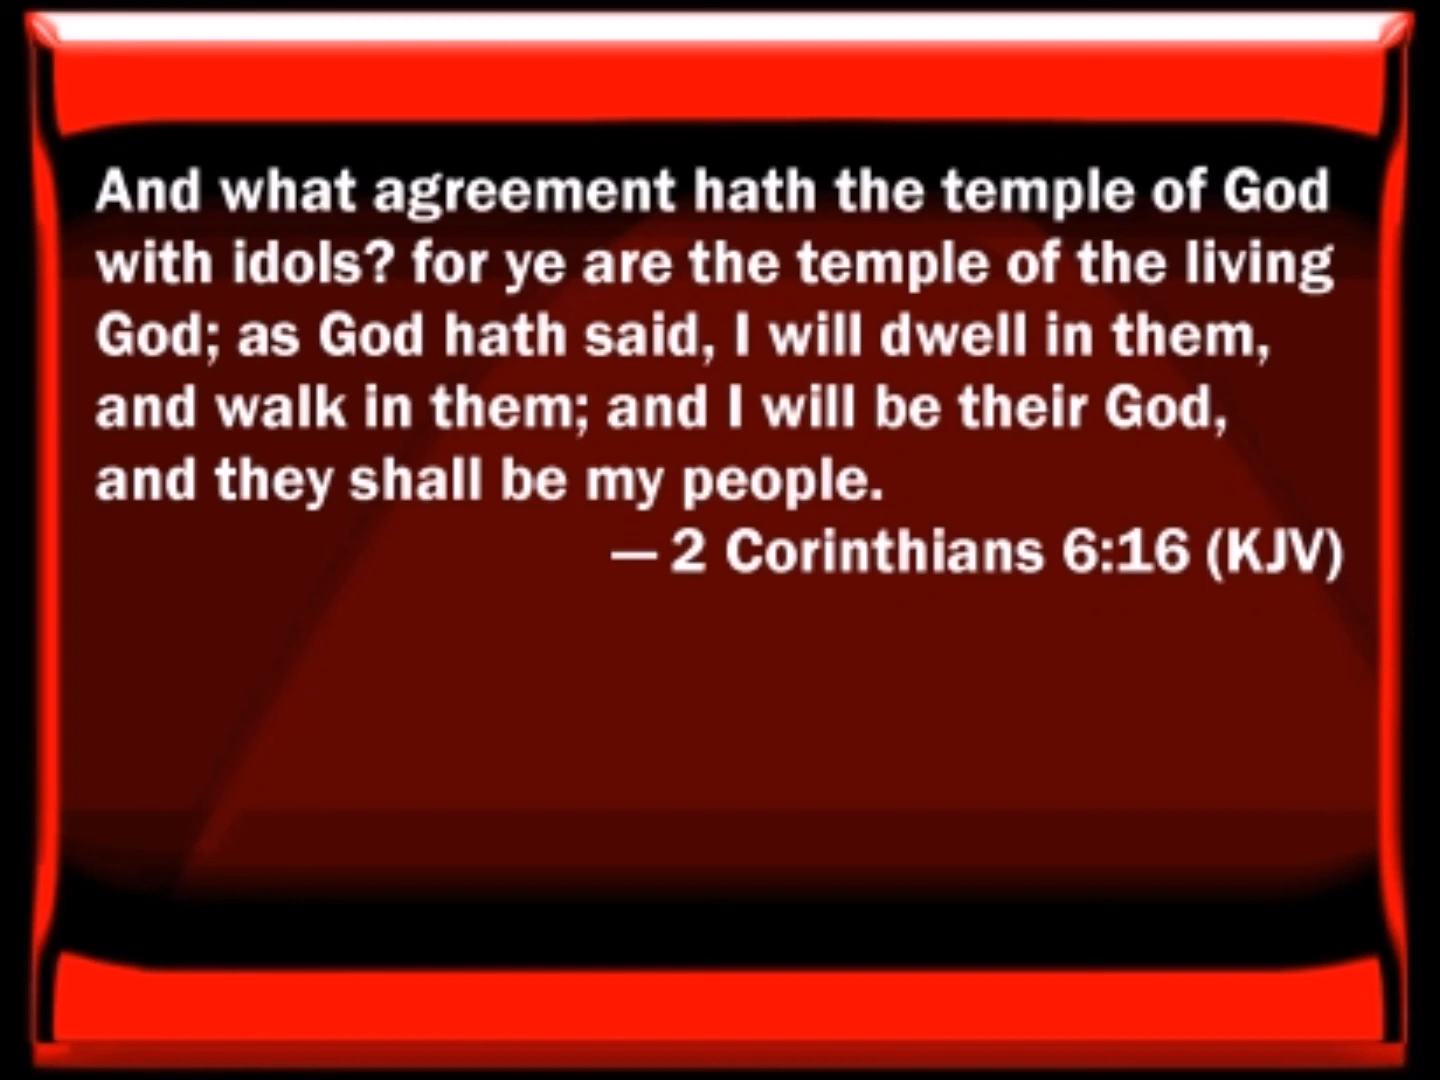 And what agreement hath the temple of God
with idols? for ye are the temple of the living
God; as God hath said, I will dwell in them,
and walk in them; and I will be their God,
and they shall be my people.
— 2 Corinthians 6:16 (KJV)